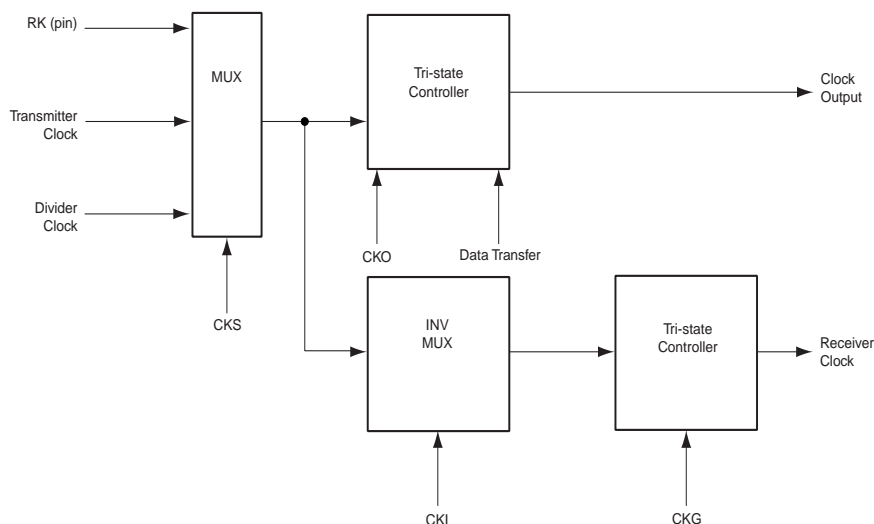 RK (pin)
MUX
Tri-state
Controller
Clock
Output
Transmitter
Clock
Divider
Clock
CKO
Data Transfer
CKS
INV
MUX
Tri-state
Controller
Receiver
Clock
CKI
CKG